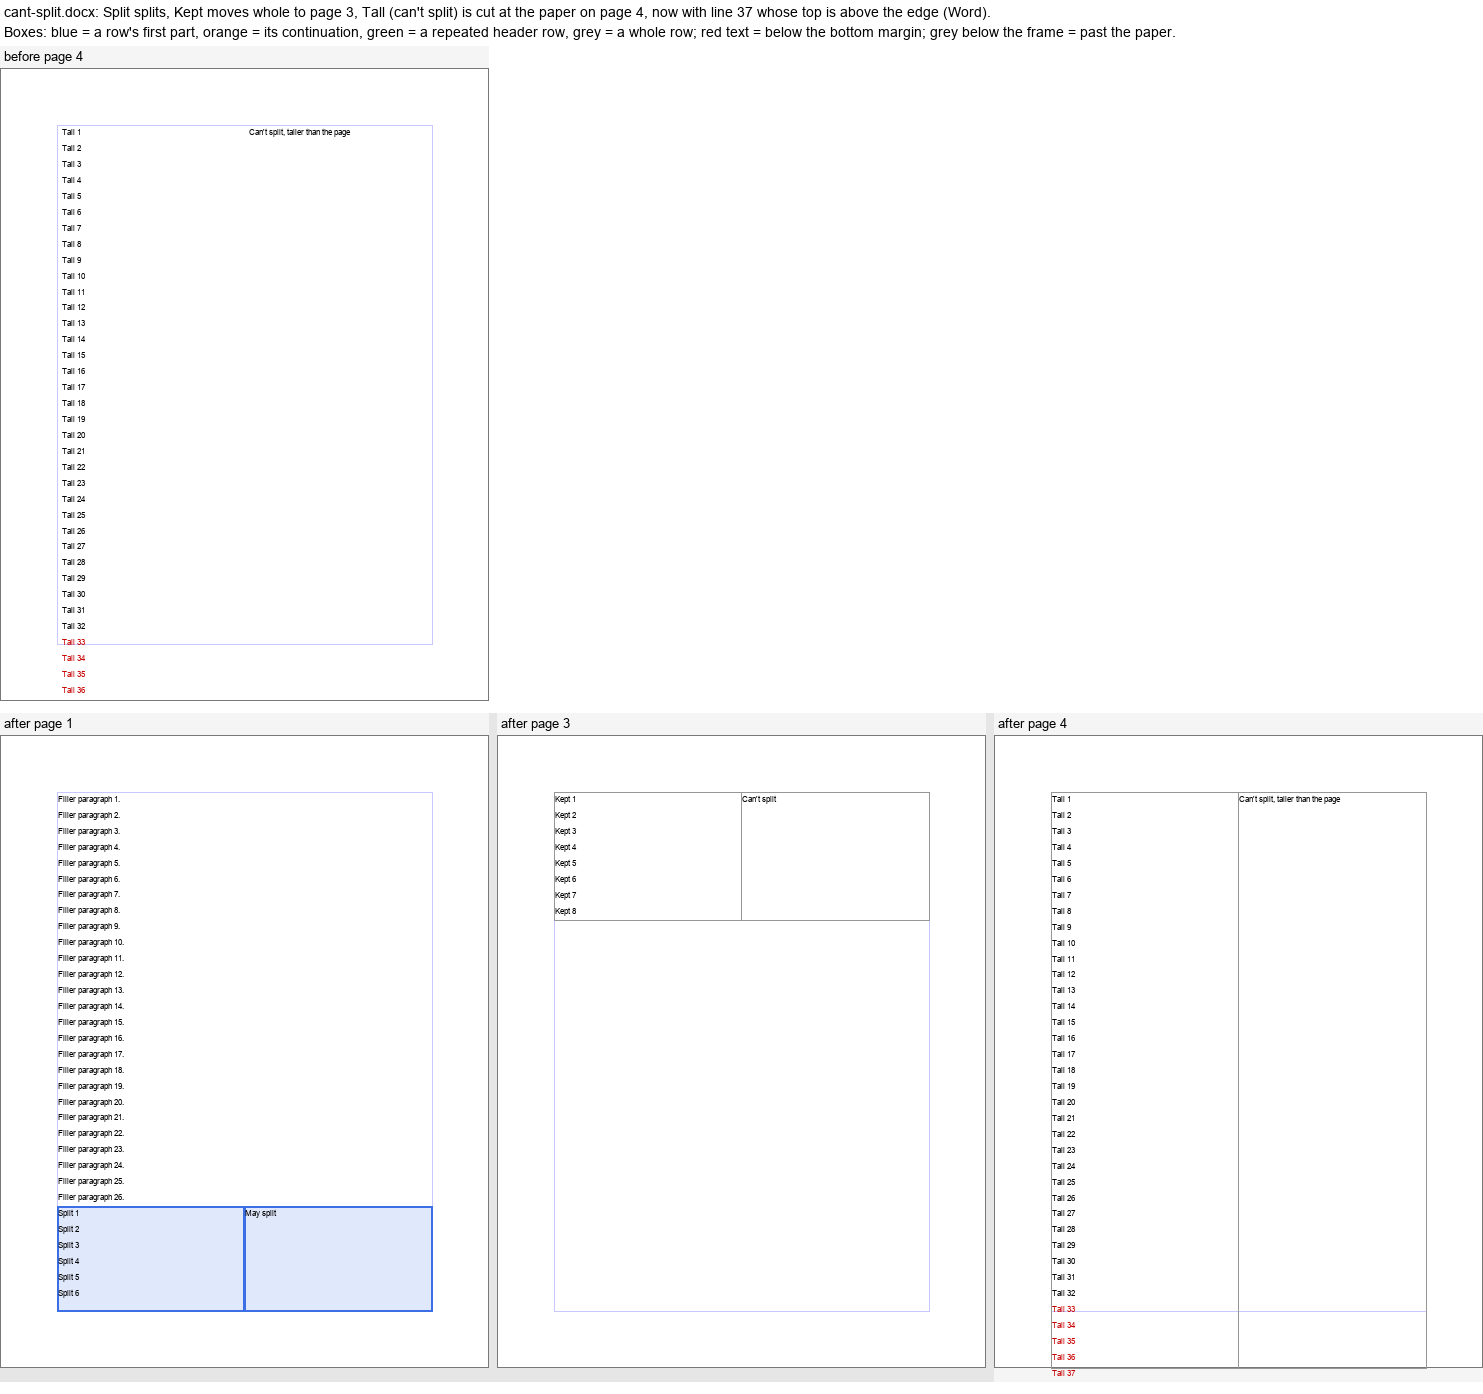 cant-split.docx: Split splits, Kept moves whole to page 3, Tall (can't split) is cut at the paper on page 4, now with line 37 whose top is above the edge (Word).
Boxes: blue = a row's first part, orange = its continuation, green = a repeated header row, grey = a whole row; red text = below the bottom margin; grey below the frame = past the paper.
before page 4
Tall 1 Can't split, taller than the page
Tall 2
Tall 3
Tall 4
Tall 5
Tall 6
Tall 7
Tall 8
Tall 9
Tall 10
Tall 11
Tall 12
Tall 13
Tall 14
Tall 15
Tall 16
Tall 17
Tall 18
Tall 19
Tall 20
Tall 21
Tall 22
Tall 23
Tall 24
Tall 25
Tall 26
Tall 27
Tall 28
Tall 29
Tall 30
Tall 31
Tall 32
Tall 33
Tall 34
Tall 35
Tall 36
after page 1
Filler paragraph 1.
Filler paragraph 2.
Filler paragraph 3.
Filler paragraph 4.
Filler paragraph 5.
Filler paragraph 6.
Filler paragraph 7.
Filler paragraph 8.
Filler paragraph 9.
Filler paragraph 10.
Filler paragraph 11.
Filler paragraph 12.
Filler paragraph 13.
Filler paragraph 14.
Filler paragraph 15.
Filler paragraph 16.
Filler paragraph 17.
Filler paragraph 18.
Filler paragraph 19.
Filler paragraph 20.
Filler paragraph 21.
Filler paragraph 22.
Filler paragraph 23.
Filler paragraph 24.
Filler paragraph 25.
Filler paragraph 26.
Split 1 May split
Split 2
Split 3
Split 4
Split 5
Split 6
after page 3
Kept 1 Can't split
Kept 2
Kept 3
Kept 4
Kept 5
Kept 6
Kept 7
Kept 8
after page 4
Tall 1 Can't split, taller than the page
Tall 2
Tall 3
Tall 4
Tall 5
Tall 6
Tall 7
Tall 8
Tall 9
Tall 10
Tall 11
Tall 12
Tall 13
Tall 14
Tall 15
Tall 16
Tall 17
Tall 18
Tall 19
Tall 20
Tall 21
Tall 22
Tall 23
Tall 24
Tall 25
Tall 26
Tall 27
Tall 28
Tall 29
Tall 30
Tall 31
Tall 32
Tall 33
Tall 34
Tall 35
Tall 36
Tall 37